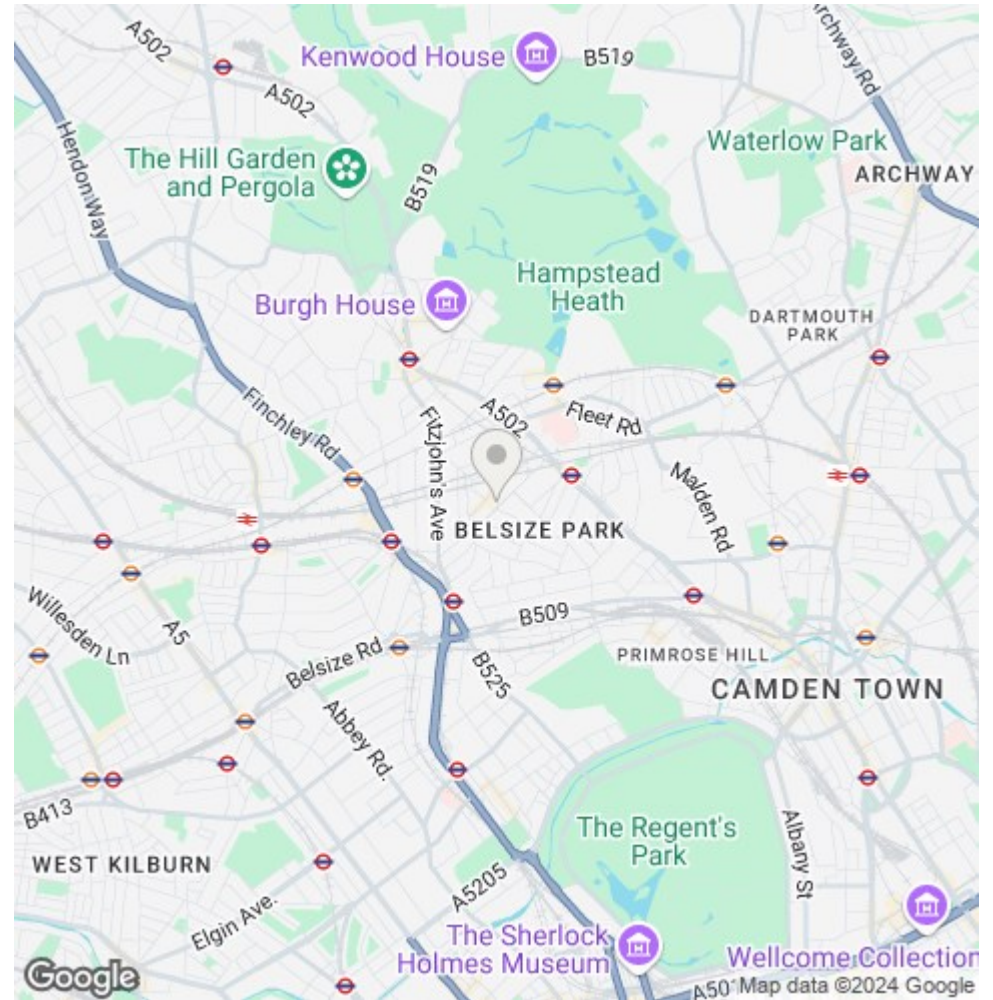 A502
Kenwood House
B519
Archway Rd
A502
Hendon Way
The Hill Garden
and Pergola
B519
Waterlow Park
ARCHWAY
Hampstead
Heath
Burgh House
DARTMOUTH
PARK
Finchley Rd
Fitzjohn's Ave
A502
Fleet Rd
Malden Rd
BELSIZE PARK
Willesden Ln
A5
B509
Belsize Rd
B525
PRIMROSE HILL
CAMDEN TOWN
Abbey Rd.
B413
The Regent's
Park
Albany St
WEST KILBURN
A5205
Elgin Ave.
The Sherlock
Holmes Museum
Wellcome Collection
Google
A501
Map data ©2024 Google